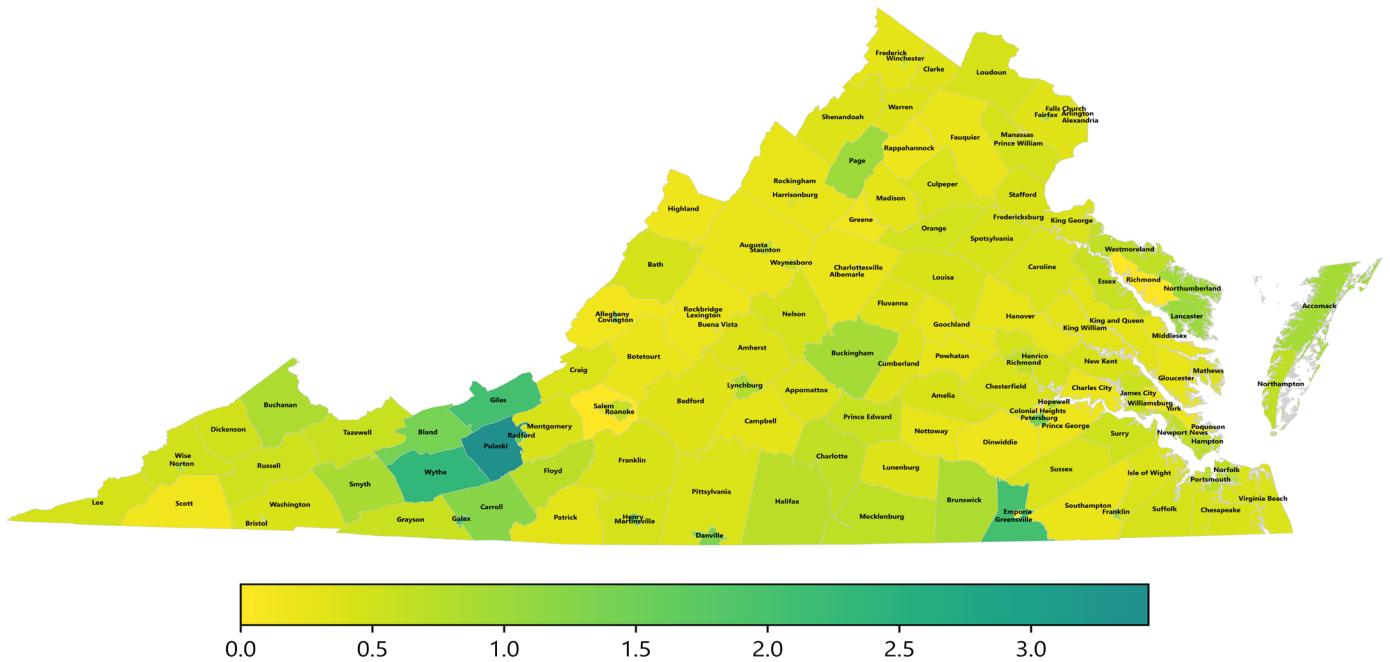 Frederick
Winchester
Clarke
Loudoun
Shenandoah
Warren
Falls Church
Fairfax
Arlington
Alexandria
Manassas
Prince William
Fauquier
Rappahannock
Page
Rockingham
Harrisonburg
Culpeper
Madison
Stafford
Highland
Greene
Fredericksburg
King George
Orange
Spotsylvania
Augusta
Staunton
Waynesboro
Westmoreland
Bath
Charlottesville
Albemarle
Louisa
Caroline
Essex
Richmond
Northumberland
Accomack
Fluvanna
Rockbridge
Lexington
Buena Vista
Nelson
Alleghany
Covington
Goochland
Hanover
King and Queen
King William
Lancaster
Middlesex
Botetourt
Amherst
Buckingham
Cumberland
Powhatan
Henrico
Richmond
New Kent
Craig
Mathews
Gloucester
Northampton
Lynchburg
Appomattox
Chesterfield
Charles City
James City
Williamsburg
York
Giles
Bedford
Amelia
Hopewell
Colonial Heights
Petersburg
Prince George
Salem
Roanoke
Buchanan
Campbell
Prince Edward
Nottoway
Dinwiddie
Surry
Poquoson
Newport News
Hampton
Montgomery
Radford
Pulaski
Bland
Dickenson
Tazewell
Wise
Norton
Russell
Wythe
Floyd
Franklin
Charlotte
Lunenburg
Sussex
Isle of Wight
Norfolk
Portsmouth
Smyth
Pittsylvania
Halifax
Brunswick
Virginia Beach
Lee
Scott
Washington
Carroll
Southampton
Suffolk
Chesapeake
Emporia
Greensville
Franklin
Bristol
Grayson
Galax
Patrick
Henry
Martinsville
Mecklenburg
Danville
0.0 0.5 1.0 1.5 2.0 2.5 3.0